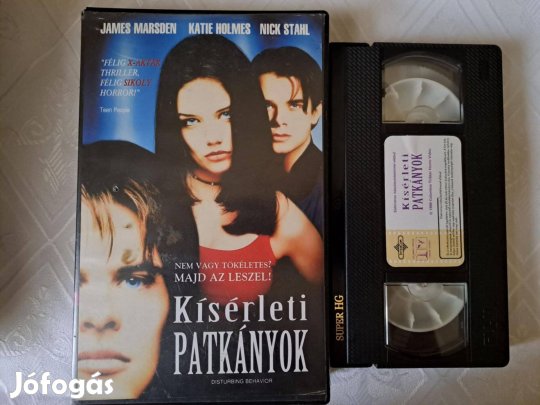 JAMES MARSDEN KATIE HOLMES NICK STAHL
"FÉLIG X-AKTÁK
THRILLER,
FÉLIG SIKOLY
HORROR!"
Teen People
NEM VAGY TÖKÉLETES?
MAJD AZ LESZEL!
Kísérleti
PATKÁNYOK
DISTURBING BEHAVIOR
SUPER HG
Kísérleti
PATKÁNYOK
Jófogás